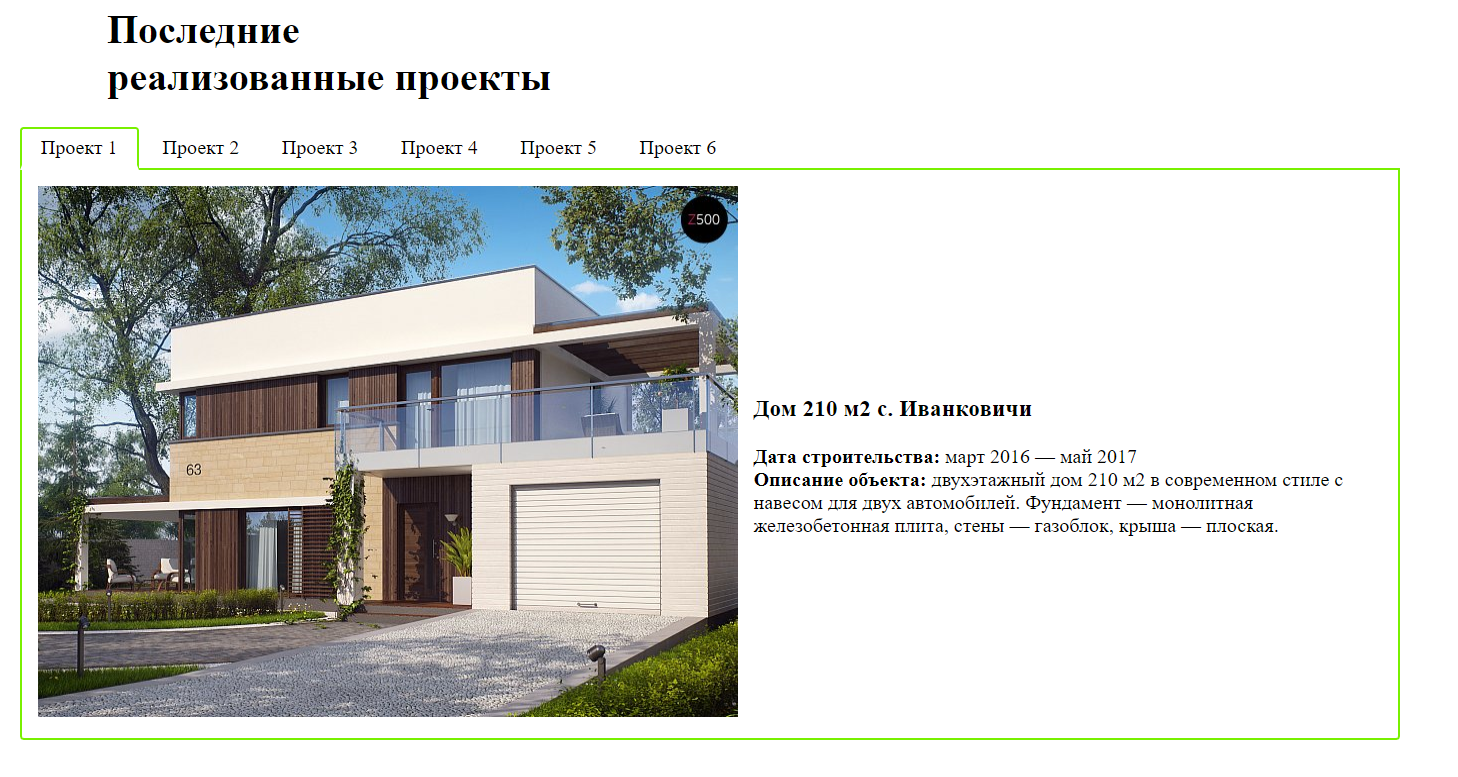 Последние
реализованные проекты
Проект 1 Проект 2 Проект 3 Проект 4 Проект 5 Проект 6
Z500
63
Дом 210 м2 с. Иванковичи
Дата строительства: март 2016 — май 2017
Описание объекта: двухэтажный дом 210 м2 в современном стиле с
навесом для двух автомобилей. Фундамент — монолитная
железобетонная плита, стены — газоблок, крыша — плоская.